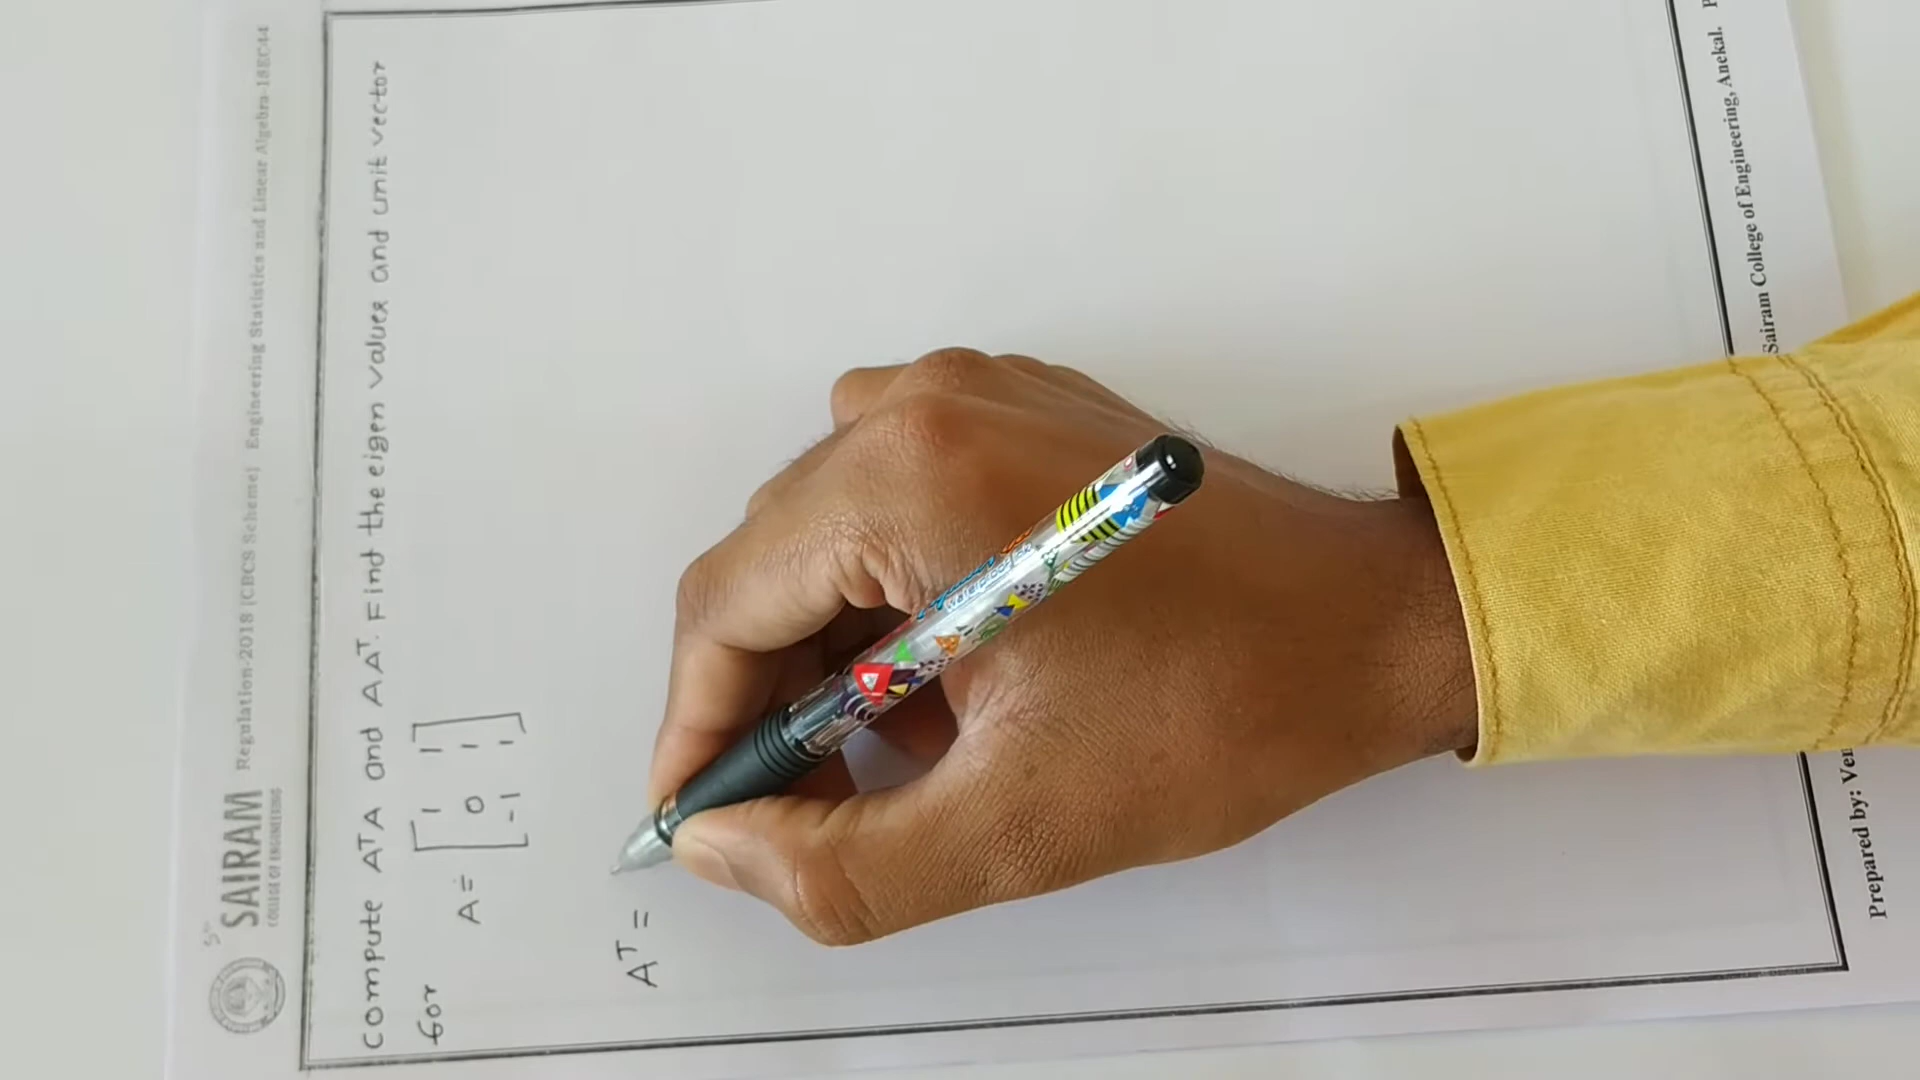 SAIRAM
COLLEGE OF ENGINEERING
Regulation-2018 (CBCS Scheme) Engineering Statistics and Linear Algebra-18EC44
compute AᵀA and AAᵀ. Find the eigen values and unit vector
for
A = [ 1 1
0 1
-1 1 ]
Aᵀ =
Prepared by: Sairam College of Engineering, Anekal.
waterproof ink